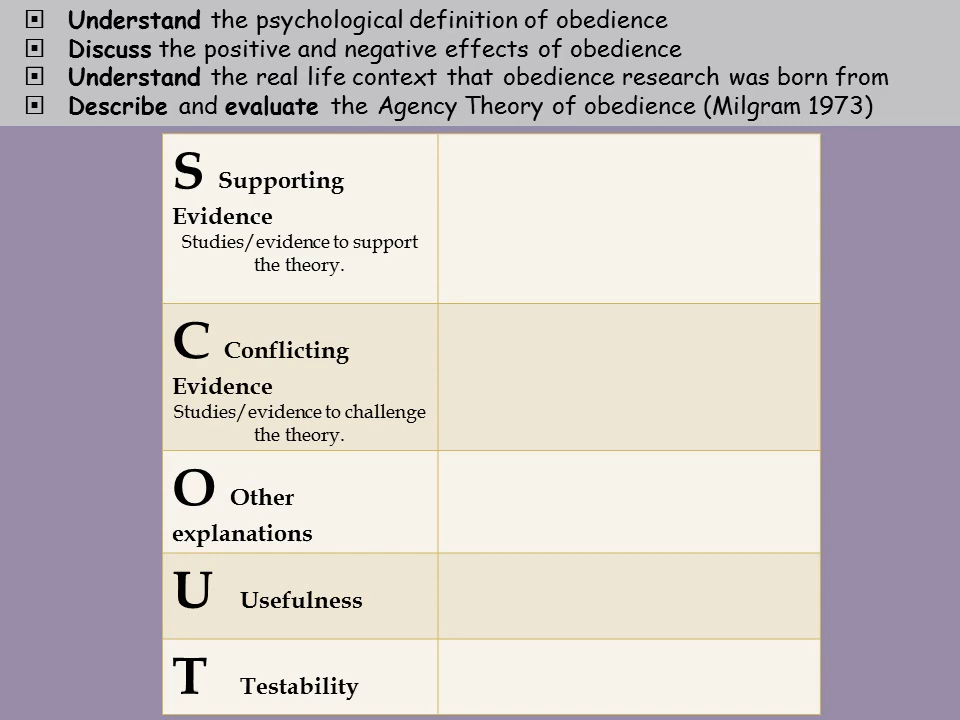 Understand the psychological definition of obedience
Discuss the positive and negative effects of obedience
Understand the real life context that obedience research was born from
Describe and evaluate the Agency Theory of obedience (Milgram 1973)
S Supporting
Evidence
Studies/evidence to support
the theory.
C Conflicting
Evidence
Studies/evidence to challenge
the theory.
O Other
explanations
U Usefulness
T Testability